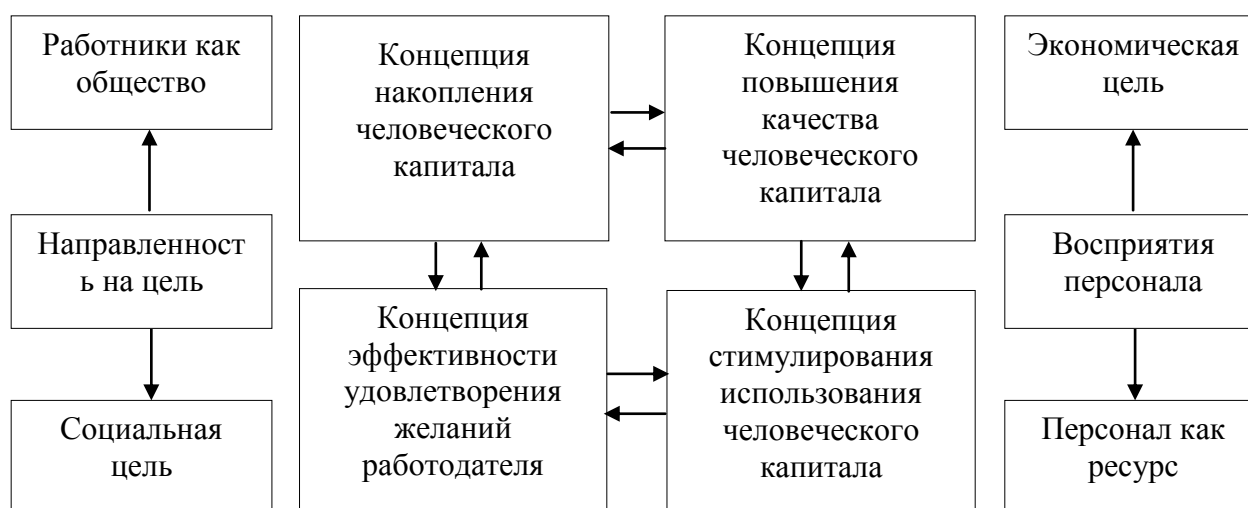 Работники как
общество
Направленност
ь на цель
Социальная
цель
Концепция
накопления
человеческого
капитала
Концепция
повышения
качества
человеческого
капитала
Концепция
эффективности
удовлетворения
желаний
работодателя
Концепция
стимулирования
использования
человеческого
капитала
Экономическая
цель
Восприятия
персонала
Персонал как
ресурс